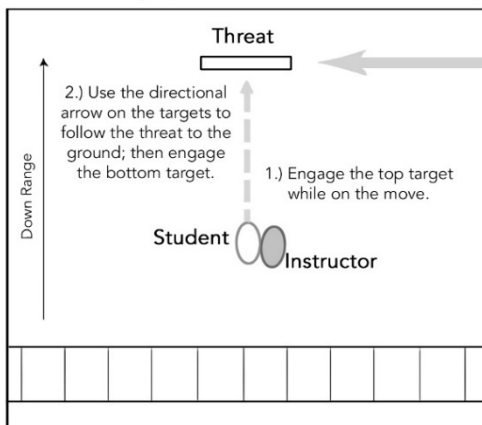 Threat
2.) Use the directional
arrow on the targets to
follow the threat to the
ground; then engage
the bottom target.
1.) Engage the top target
while on the move.
Down Range
Student
Instructor